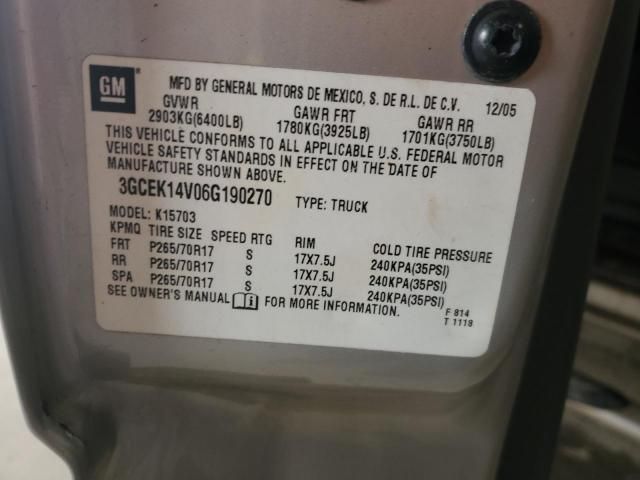 GM
MFD BY GENERAL MOTORS DE MEXICO, S. DE R.L. DE C.V. 12/05
GVWR GAWR FRT GAWR RR
2903KG(6400LB) 1780KG(3925LB) 1701KG(3750LB)
THIS VEHICLE CONFORMS TO ALL APPLICABLE U.S. FEDERAL MOTOR
VEHICLE SAFETY STANDARDS IN EFFECT ON THE DATE OF
MANUFACTURE SHOWN ABOVE.
3GCEK14V06G190270 TYPE: TRUCK
MODEL: K15703
KPMQ TIRE SIZE SPEED RTG RIM COLD TIRE PRESSURE
FRT P265/70R17 S 17X7.5J 240KPA(35PSI)
RR P265/70R17 S 17X7.5J 240KPA(35PSI)
SPA P265/70R17 S 17X7.5J 240KPA(35PSI)
SEE OWNER'S MANUAL i FOR MORE INFORMATION.
F 814
T 1118